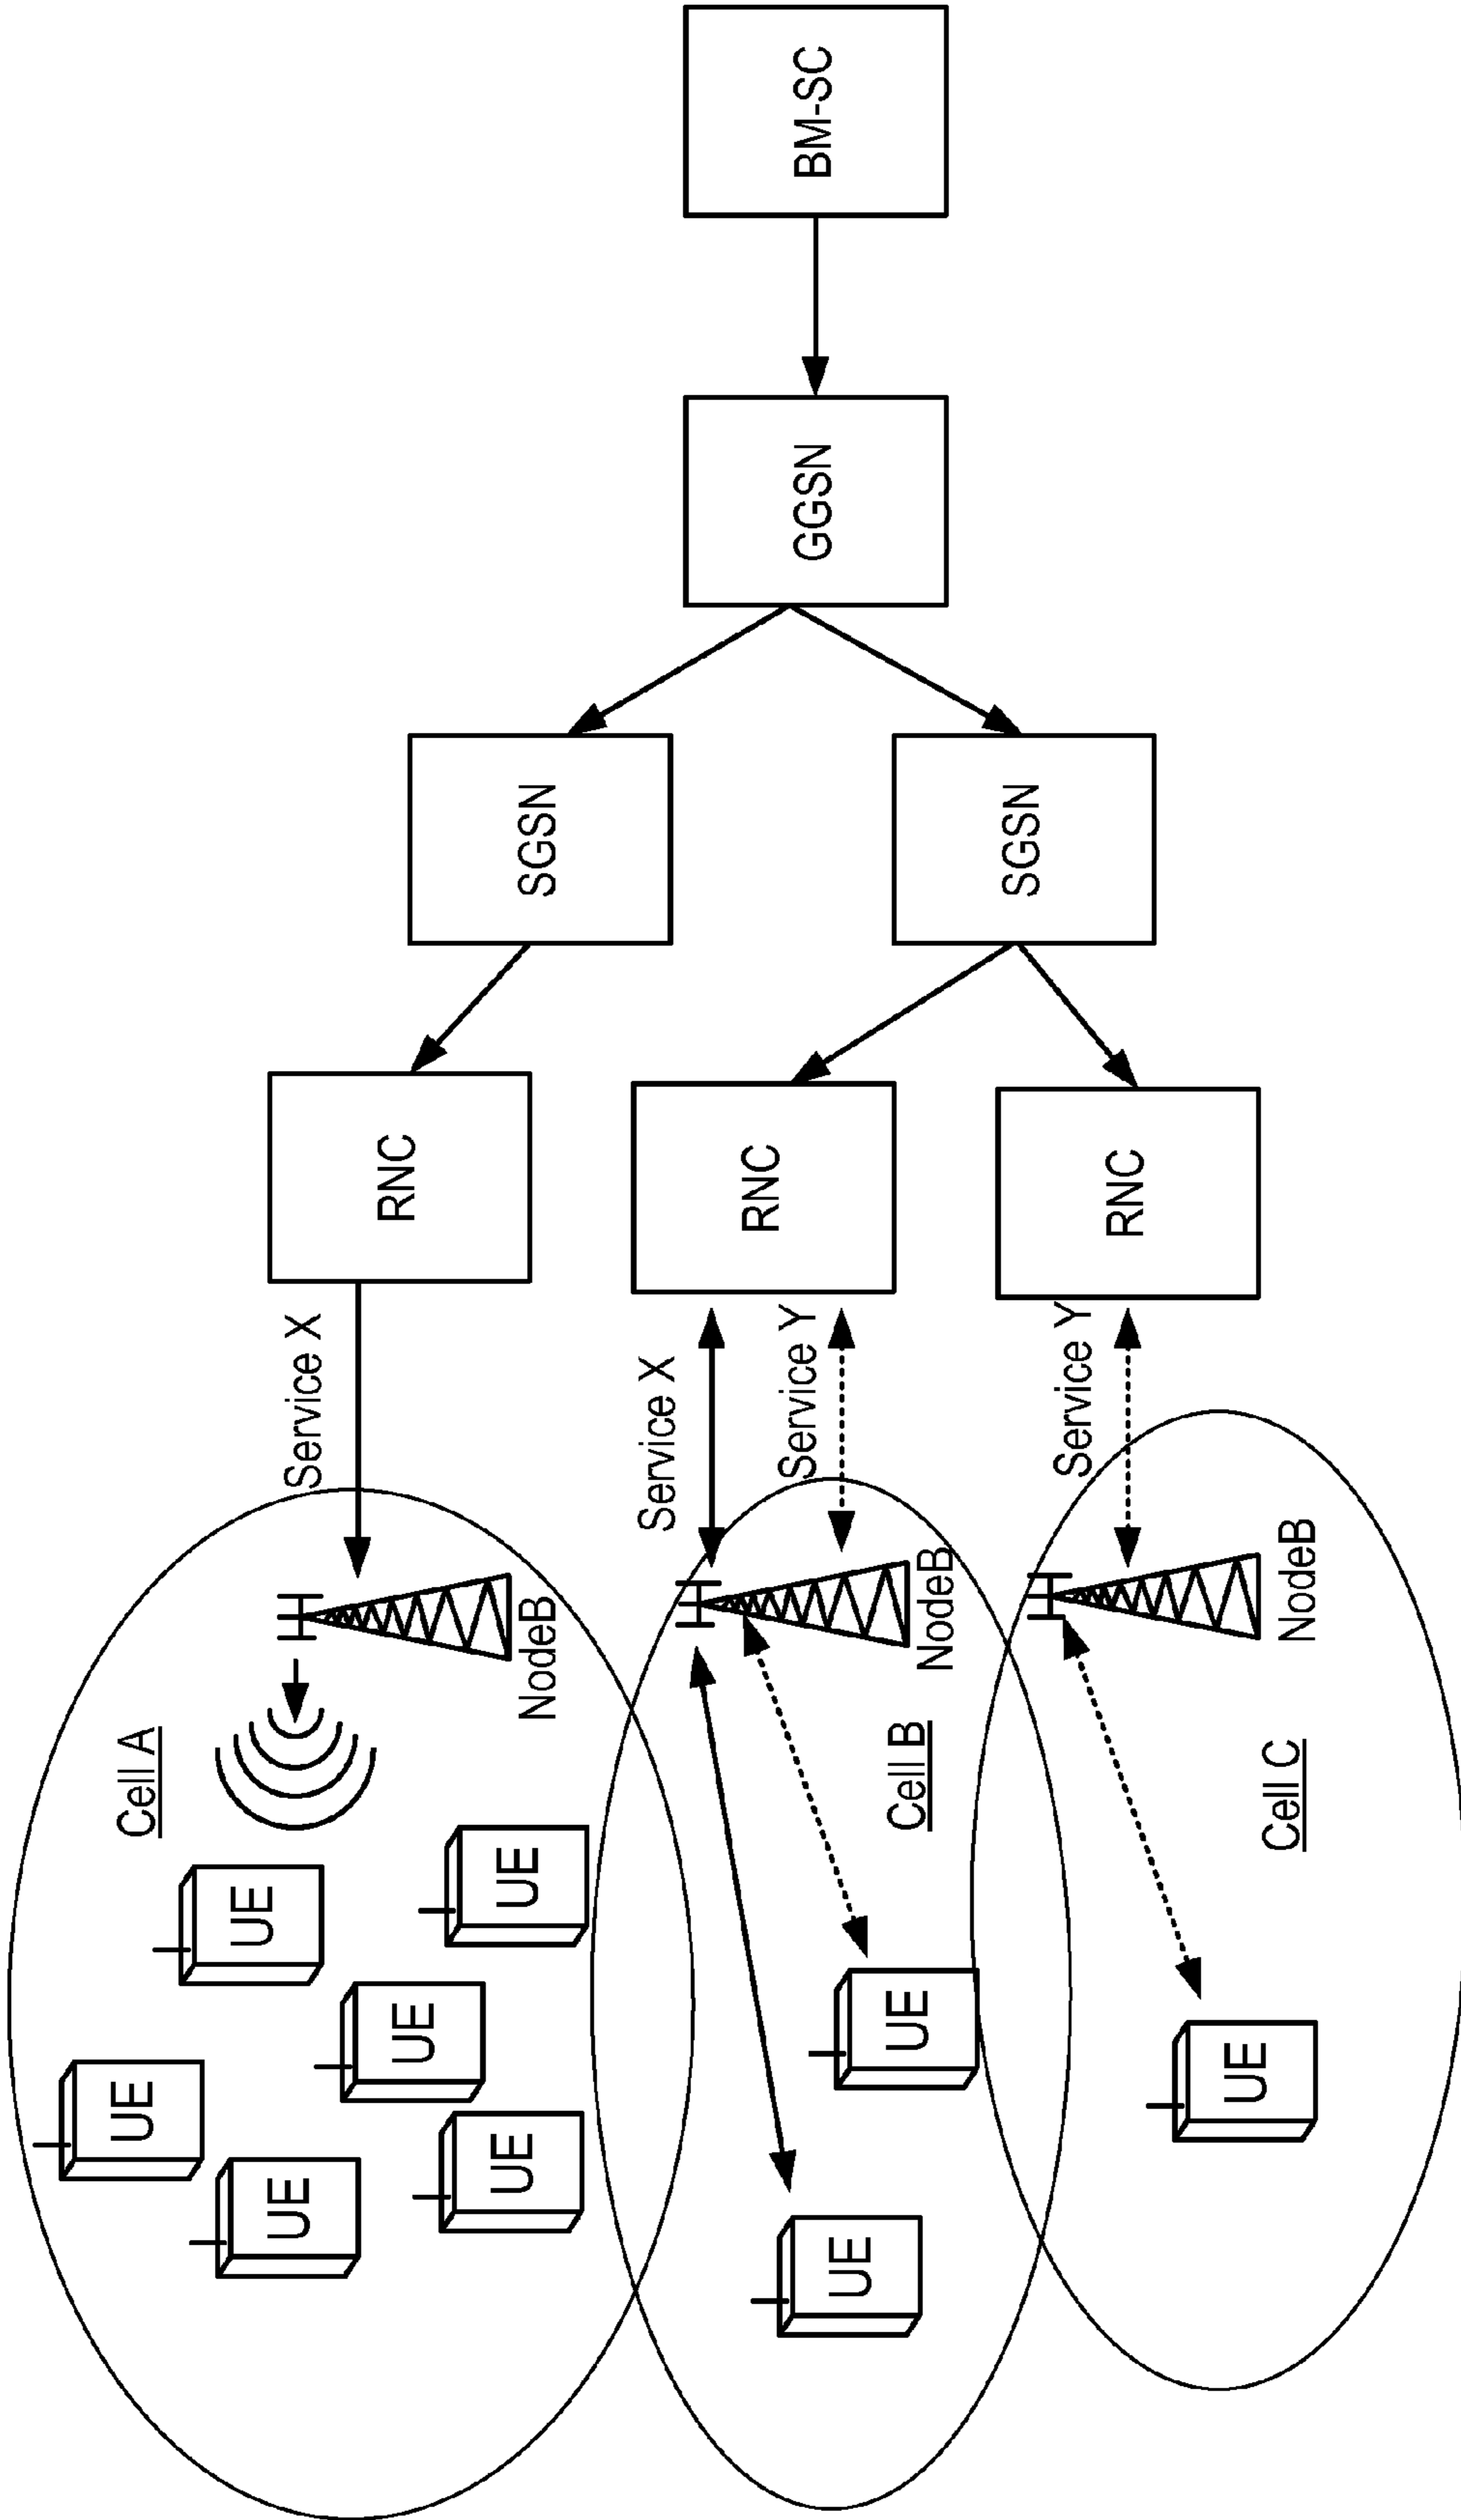 UE
Cell A
UE
UE
Service X
RNC
UE
UE
UE
NodeB
SGSN
Service X
RNC
Service Y
GGSN
BM-SC
UE
UE
Cell B
NodeB
SGSN
Service Y
RNC
UE
Cell C
NodeB